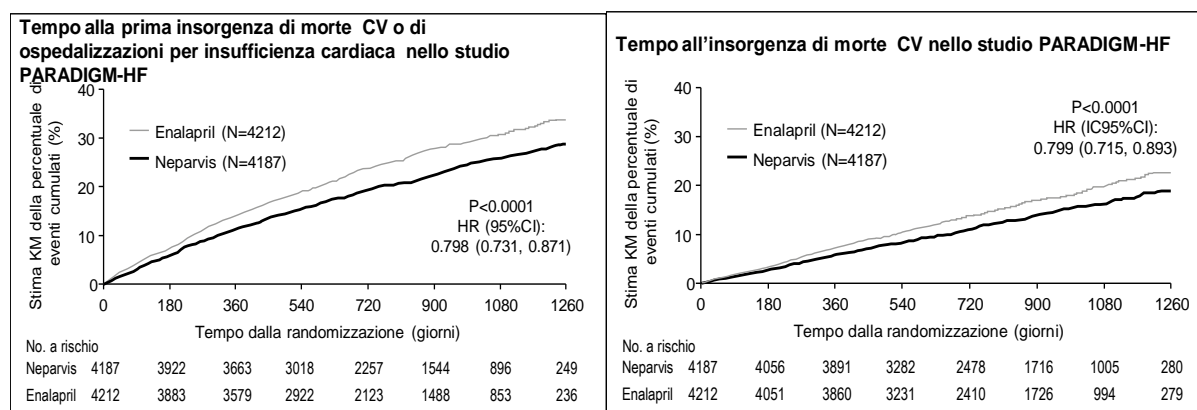 Tempo alla prima insorgenza di morte CV o di
ospedalizzazioni per insufficienza cardiaca nello studio
PARADIGM-HF
Stima KM della percentuale di
eventi cumulati (%)
40
30
20
10
0
Enalapril (N=4212)
Neparvis (N=4187)
P<0.0001
HR (95%CI):
0.798 (0.731, 0.871)
0 180 360 540 720 900 1080 1260
Tempo dalla randomizzazione (giorni)
No. a rischio
Neparvis 4187 3922 3663 3018 2257 1544 896 249
Enalapril 4212 3883 3579 2922 2123 1488 853 236
Tempo all'insorgenza di morte CV nello studio PARADIGM-HF
Stima KM della percentuale di
eventi cumulati (%)
40
30
20
10
0
Enalapril (N=4212)
Neparvis (N=4187)
P<0.0001
HR (IC95%CI):
0.799 (0.715, 0.893)
0 180 360 540 720 900 1080 1260
Tempo dalla randomizzazione (giorni)
No. a rischio
Neparvis 4187 4056 3891 3282 2478 1716 1005 280
Enalapril 4212 4051 3860 3231 2410 1726 994 279